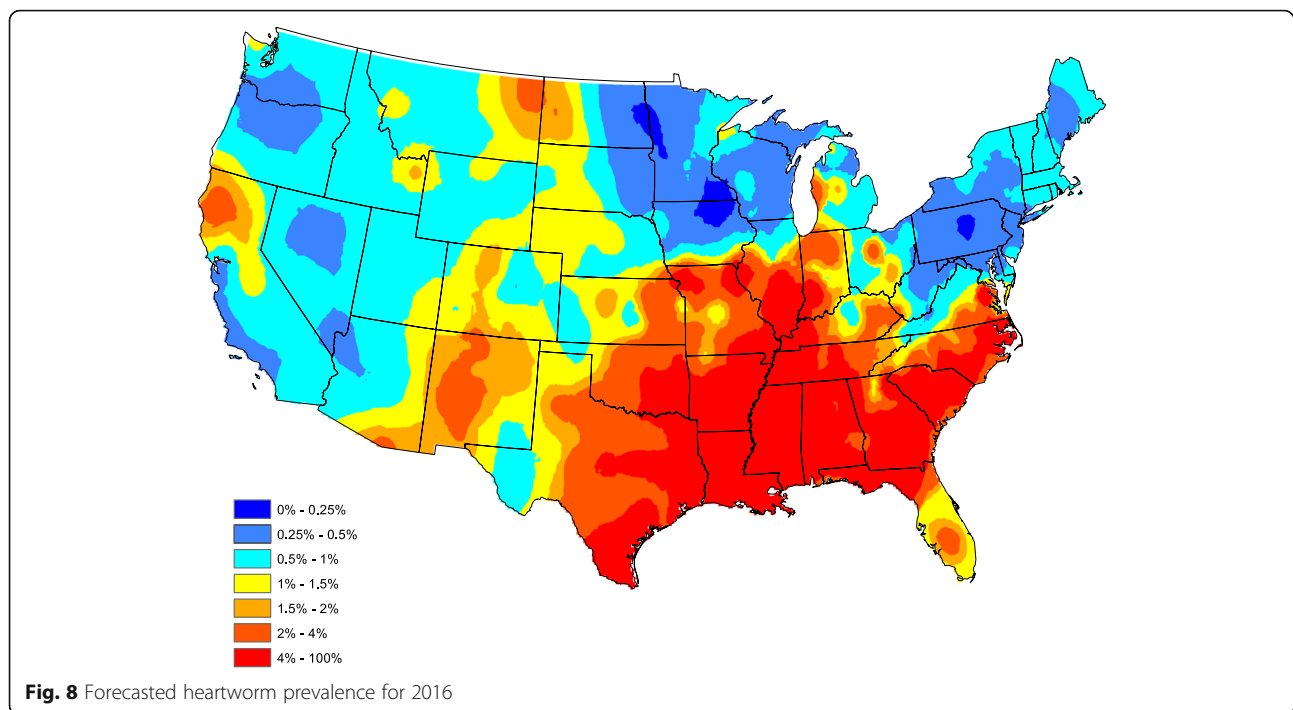 0% - 0.25%
0.25% - 0.5%
0.5% - 1%
1% - 1.5%
1.5% - 2%
2% - 4%
4% - 100%
Fig. 8 Forecasted heartworm prevalence for 2016